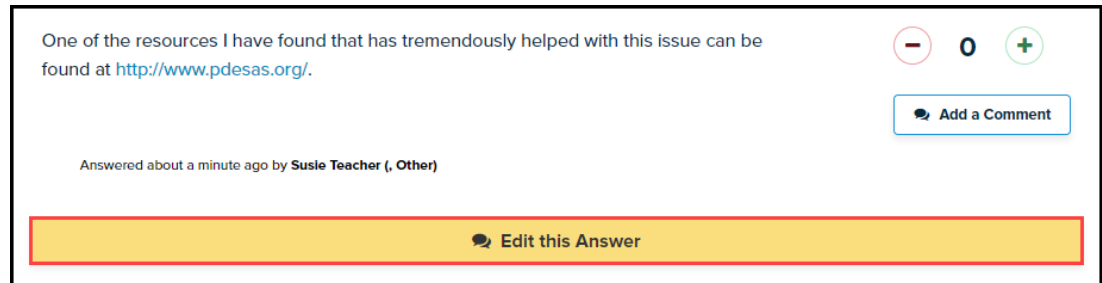 One of the resources I have found that has tremendously helped with this issue can be
found at http://www.pdesas.org/.
− 0 +
Add a Comment
Answered about a minute ago by Susie Teacher (, Other)
Edit this Answer